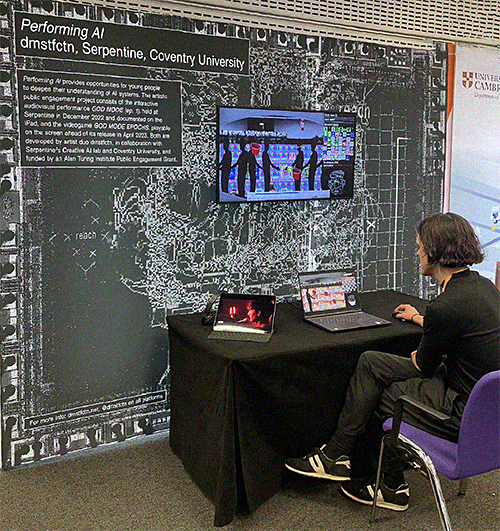 Performing AI
dmstfctn, Serpentine, Coventry University
Performing AI provides opportunities for young people
to deepen their understanding of AI systems. The artistic
public engagement project consists of the interactive
audiovisual performance GOD MODE (ep. 1), held at
Serpentine in December 2022 and documented on the
iPad, and the videogame GOD MODE EPOCHS, playable
on the screen ahead of its release in April 2023. Both are
developed by artist duo dmstfctn, in collaboration with
Serpentine's Creative AI lab and Coventry University, and
funded by an Alan Turing Institute Public Engagement Grant.
reach
For more info: dmstfctn.net, @dmstfctn on all platforms
UNIVERS
CAMBR
Department of